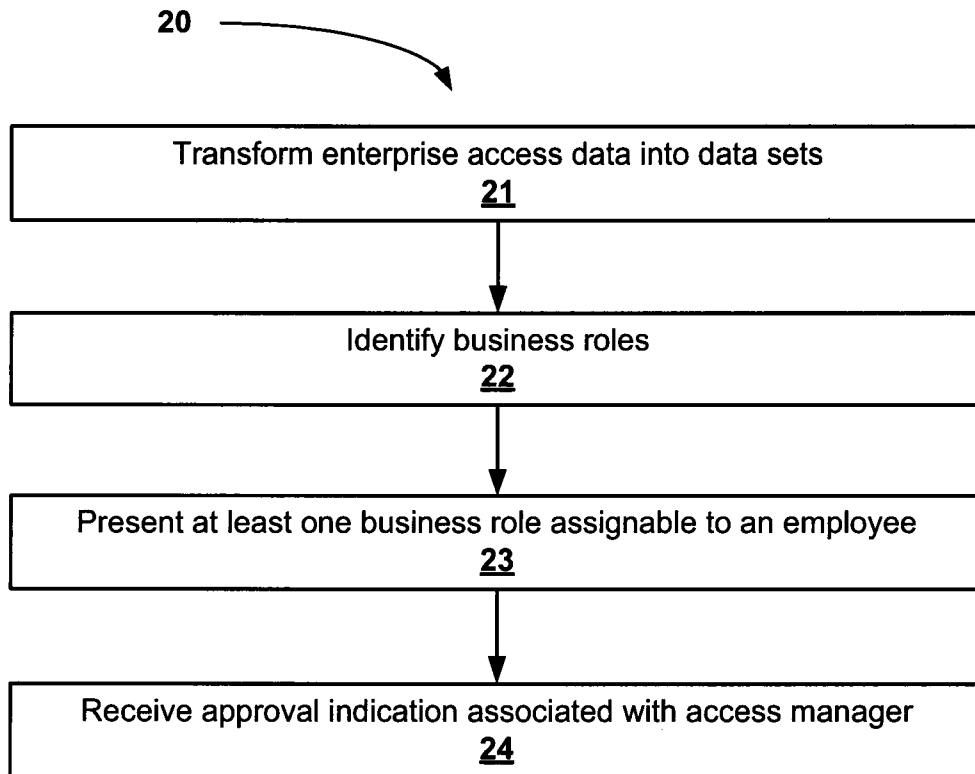 20
Transform enterprise access data into data sets
21
Identify business roles
22
Present at least one business role assignable to an employee
23
Receive approval indication associated with access manager
24